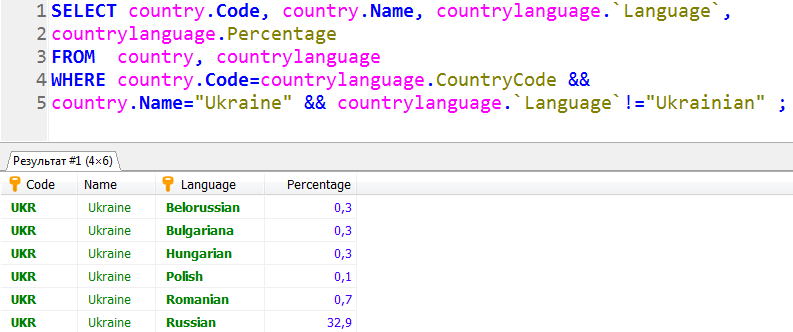 1 SELECT country.Code, country.Name, countrylanguage.`Language`,
2 countrylanguage.Percentage
3 FROM  country, countrylanguage
4 WHERE country.Code=countrylanguage.CountryCode &&
5 country.Name="Ukraine" && countrylanguage.`Language`!="Ukrainian" ;
Результат #1 (4×6)
Code Name Language Percentage
UKR Ukraine Belorussian 0,3
UKR Ukraine Bulgariana 0,3
UKR Ukraine Hungarian 0,3
UKR Ukraine Polish 0,1
UKR Ukraine Romanian 0,7
UKR Ukraine Russian 32,9